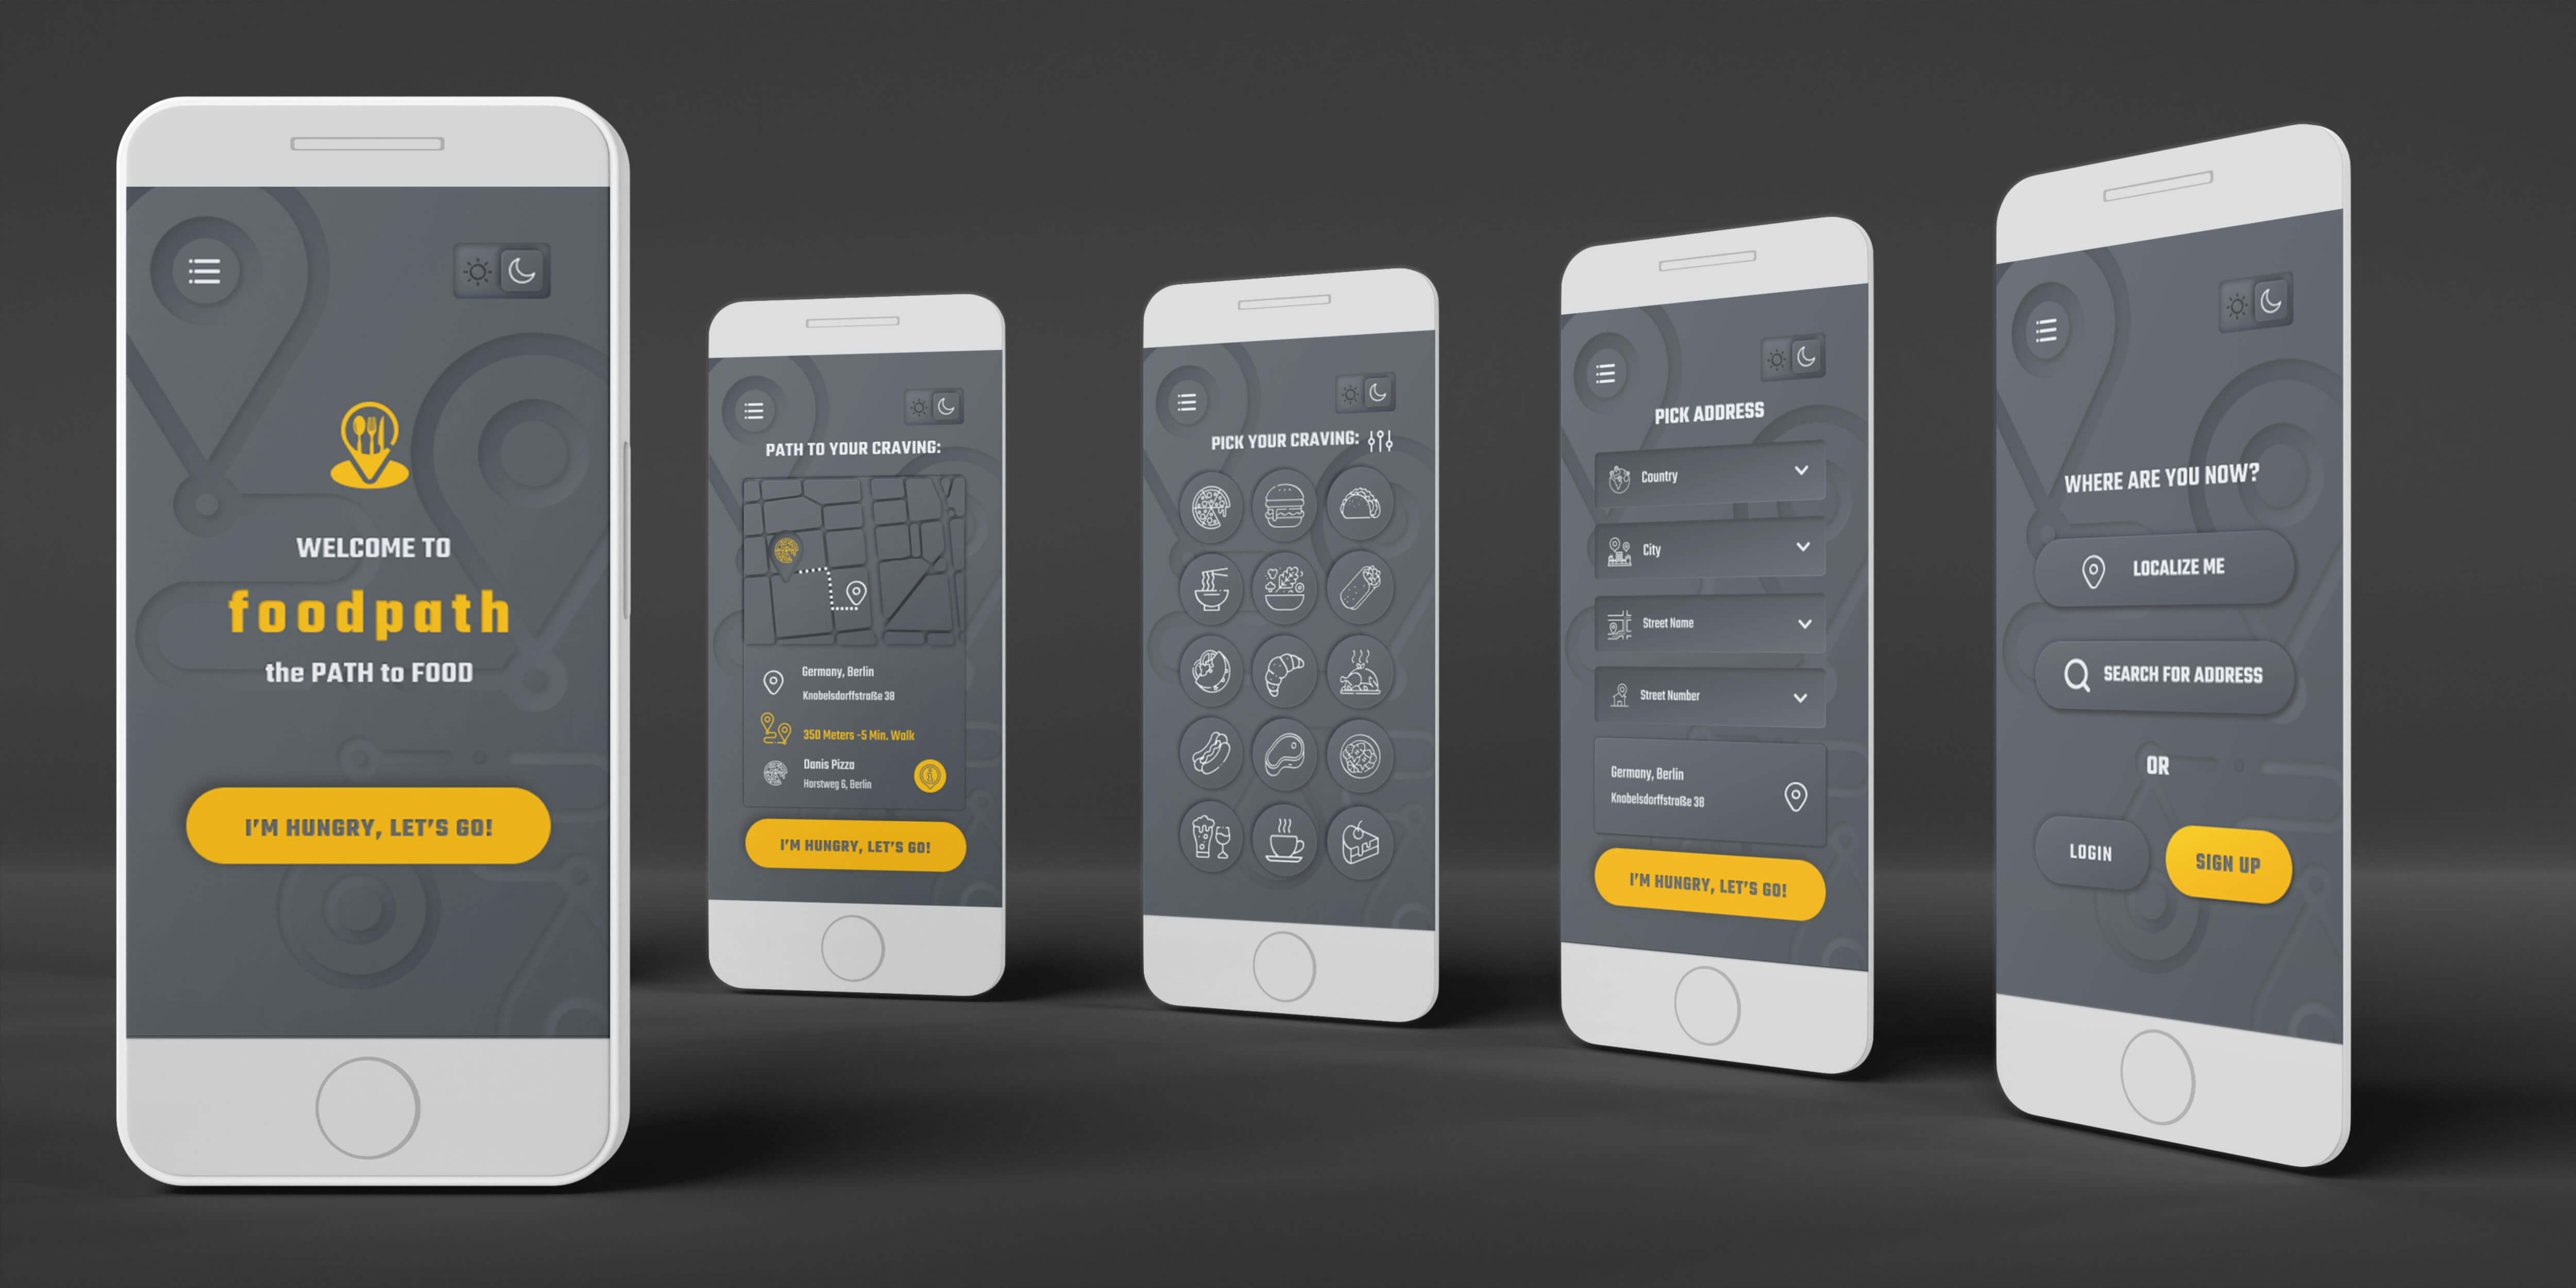 WELCOME TO
foodpath
the PATH to FOOD
I'M HUNGRY, LET'S GO!
PATH TO YOUR CRAVING:
Germany, Berlin
Knobelsdorffstraße 38
350 Meters -5 Min. Walk
Danis Pizza
Horstweg 6, Berlin
I'M HUNGRY, LET'S GO!
PICK YOUR CRAVING:
PICK ADDRESS
Country
City
Street Name
Street Number
Germany, Berlin
Knobelsdorffstraße 38
I'M HUNGRY, LET'S GO!
WHERE ARE YOU NOW?
LOCALIZE ME
SEARCH FOR ADDRESS
OR
LOGIN
SIGN UP